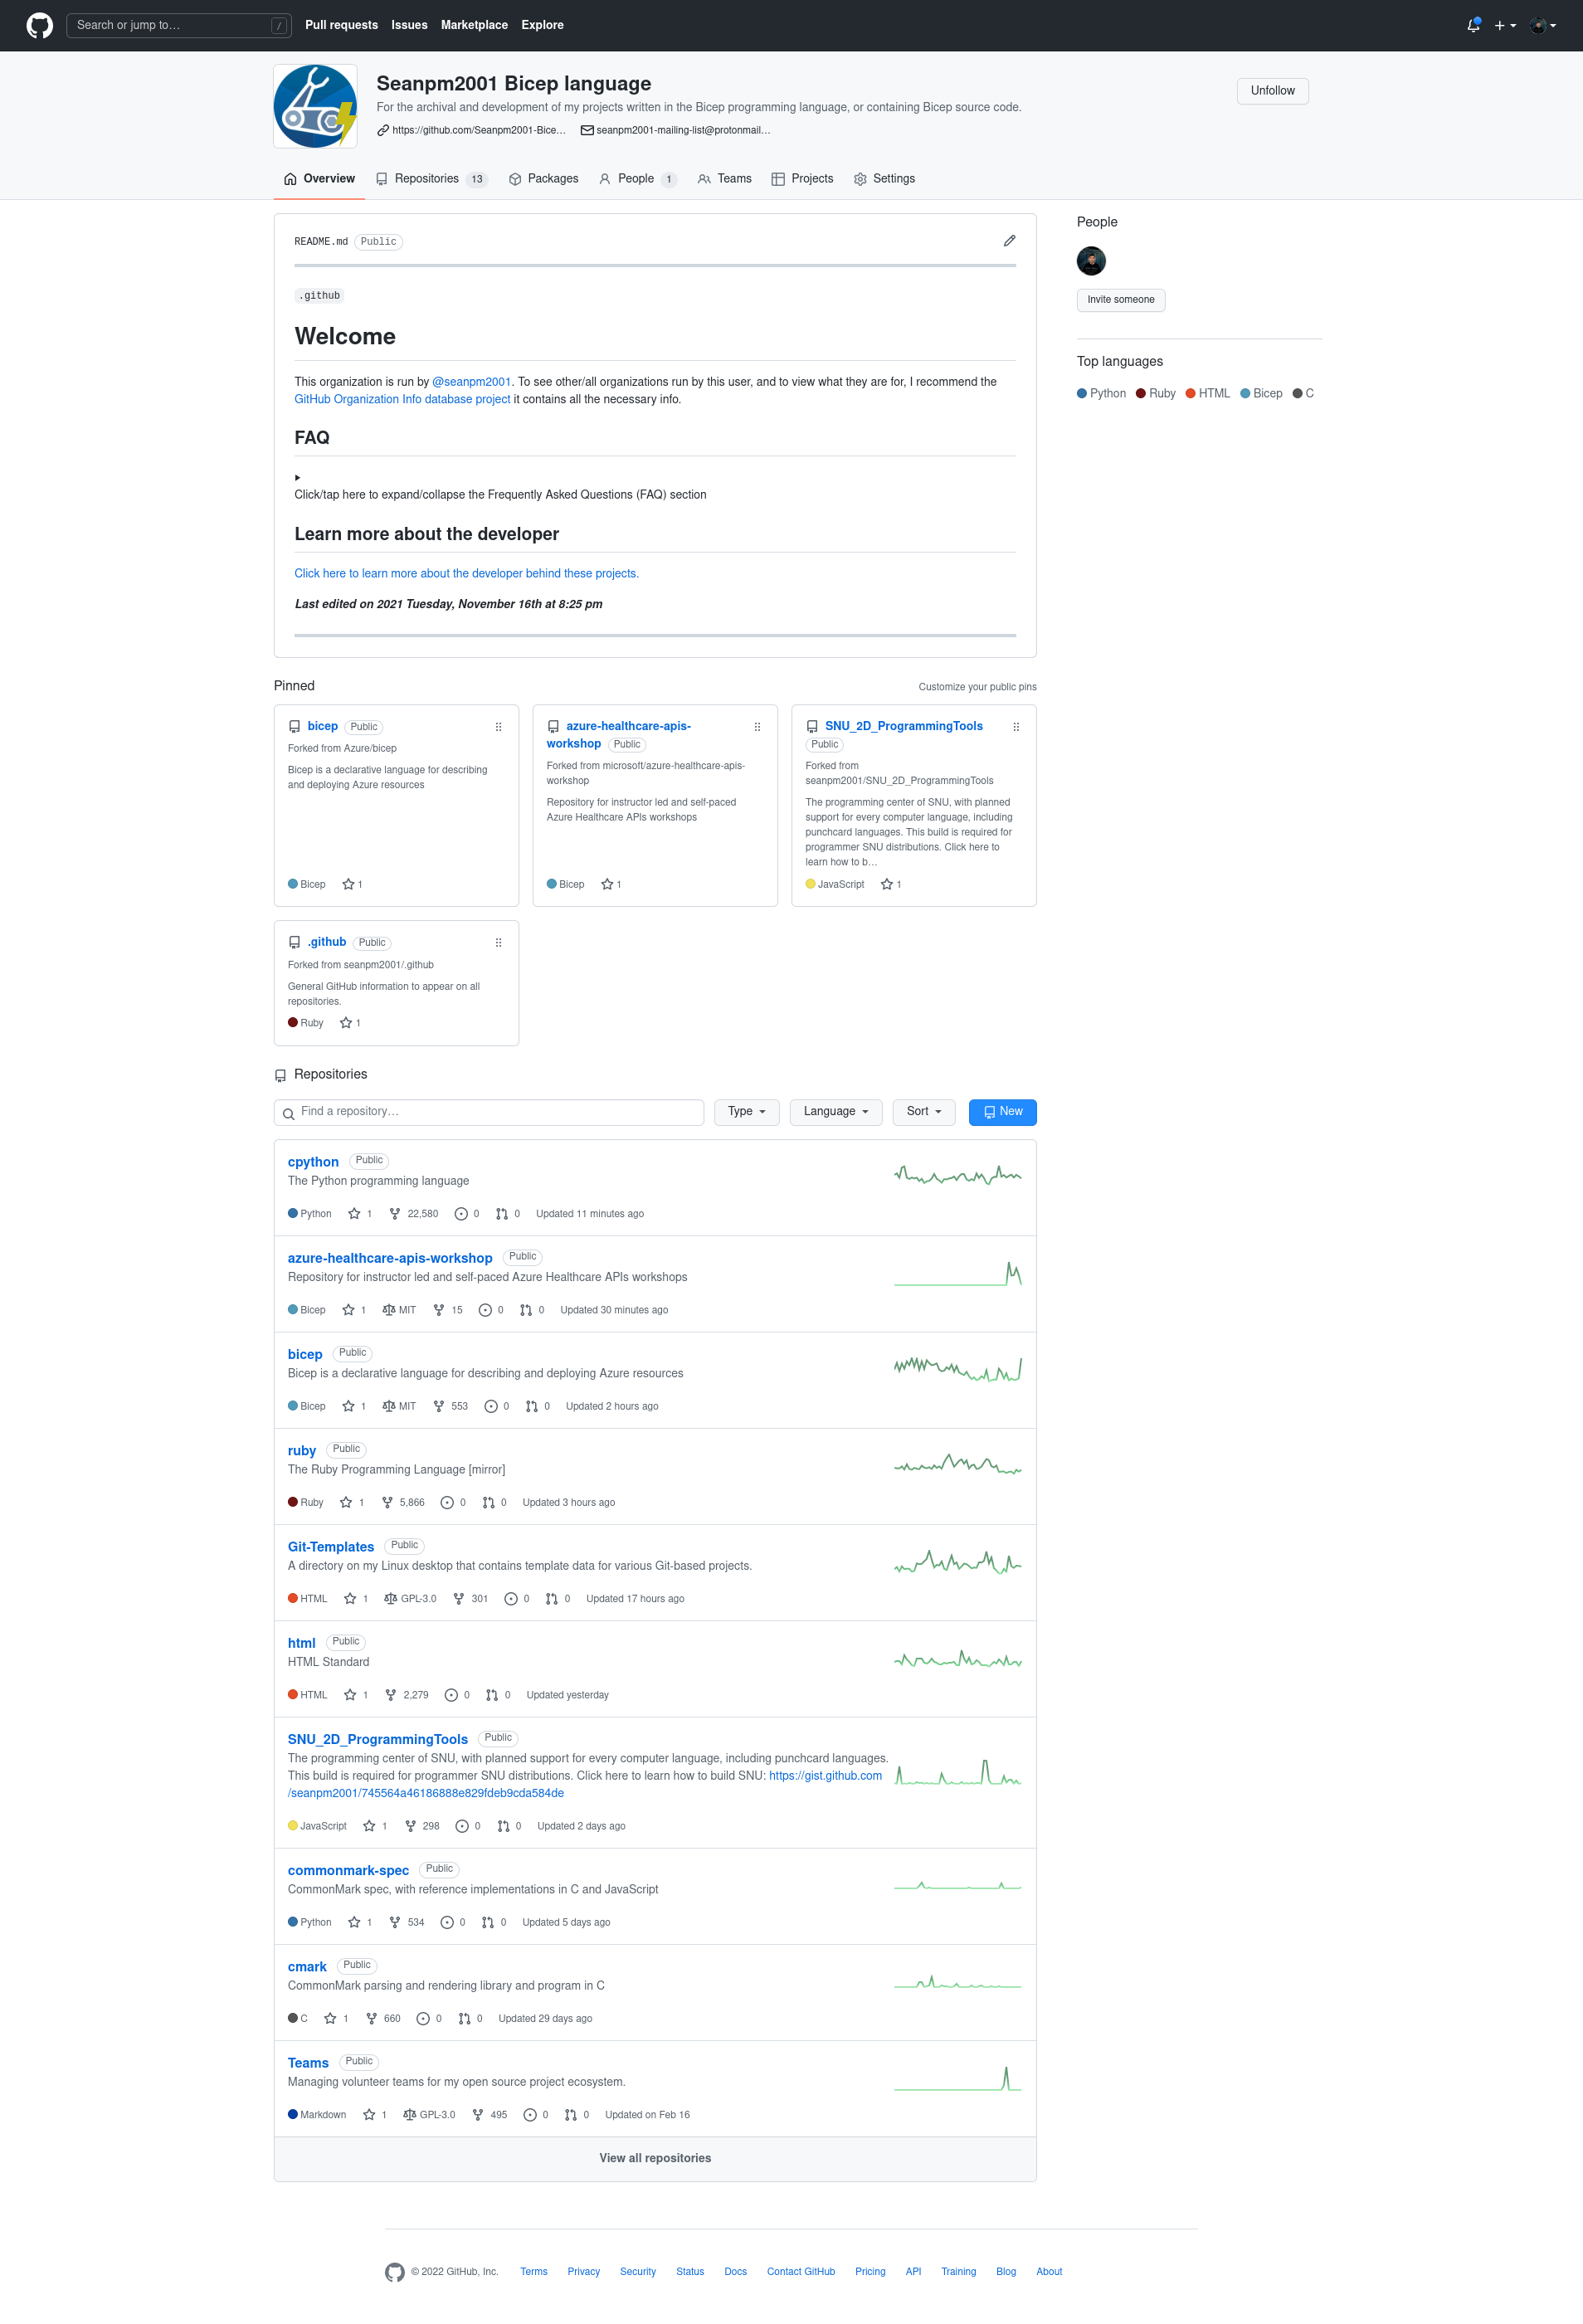 Search or jump to…
/
Pull requests
Issues
Marketplace
Explore
Seanpm2001 Bicep language
For the archival and development of my projects written in the Bicep programming language, or containing Bicep source code.
https://github.com/Seanpm2001-Bice…
seanpm2001-mailing-list@protonmail…
Unfollow
Overview
Repositories 13
Packages
People 1
Teams
Projects
Settings
README.md Public
.github
Welcome
This organization is run by @seanpm2001. To see other/all organizations run by this user, and to view what they are for, I recommend the
GitHub Organization Info database project it contains all the necessary info.
FAQ
Click/tap here to expand/collapse the Frequently Asked Questions (FAQ) section
Learn more about the developer
Click here to learn more about the developer behind these projects.
Last edited on 2021 Tuesday, November 16th at 8:25 pm
People
Invite someone
Top languages
Python Ruby HTML Bicep C
Pinned
Customize your public pins
bicep Public
Forked from Azure/bicep
Bicep is a declarative language for describing
and deploying Azure resources
Bicep 1
azure-healthcare-apis-
workshop Public
Forked from microsoft/azure-healthcare-apis-
workshop
Repository for instructor led and self-paced
Azure Healthcare APIs workshops
Bicep 1
SNU_2D_ProgrammingTools
Public
Forked from
seanpm2001/SNU_2D_ProgrammingTools
The programming center of SNU, with planned
support for every computer language, including
punchcard languages. This build is required for
programmer SNU distributions. Click here to
learn how to b…
JavaScript 1
.github Public
Forked from seanpm2001/.github
General GitHub information to appear on all
repositories.
Ruby 1
Repositories
Find a repository…
Type
Language
Sort
New
cpython Public
The Python programming language
Python 1 22,580 0 0 Updated 11 minutes ago
azure-healthcare-apis-workshop Public
Repository for instructor led and self-paced Azure Healthcare APIs workshops
Bicep 1 MIT 15 0 0 Updated 30 minutes ago
bicep Public
Bicep is a declarative language for describing and deploying Azure resources
Bicep 1 MIT 553 0 0 Updated 2 hours ago
ruby Public
The Ruby Programming Language [mirror]
Ruby 1 5,866 0 0 Updated 3 hours ago
Git-Templates Public
A directory on my Linux desktop that contains template data for various Git-based projects.
HTML 1 GPL-3.0 301 0 0 Updated 17 hours ago
html Public
HTML Standard
HTML 1 2,279 0 0 Updated yesterday
SNU_2D_ProgrammingTools Public
The programming center of SNU, with planned support for every computer language, including punchcard languages.
This build is required for programmer SNU distributions. Click here to learn how to build SNU: https://gist.github.com
/seanpm2001/745564a46186888e829fdeb9cda584de
JavaScript 1 298 0 0 Updated 2 days ago
commonmark-spec Public
CommonMark spec, with reference implementations in C and JavaScript
Python 1 534 0 0 Updated 5 days ago
cmark Public
CommonMark parsing and rendering library and program in C
C 1 660 0 0 Updated 29 days ago
Teams Public
Managing volunteer teams for my open source project ecosystem.
Markdown 1 GPL-3.0 495 0 0 Updated on Feb 16
View all repositories
© 2022 GitHub, Inc.
Terms
Privacy
Security
Status
Docs
Contact GitHub
Pricing
API
Training
Blog
About